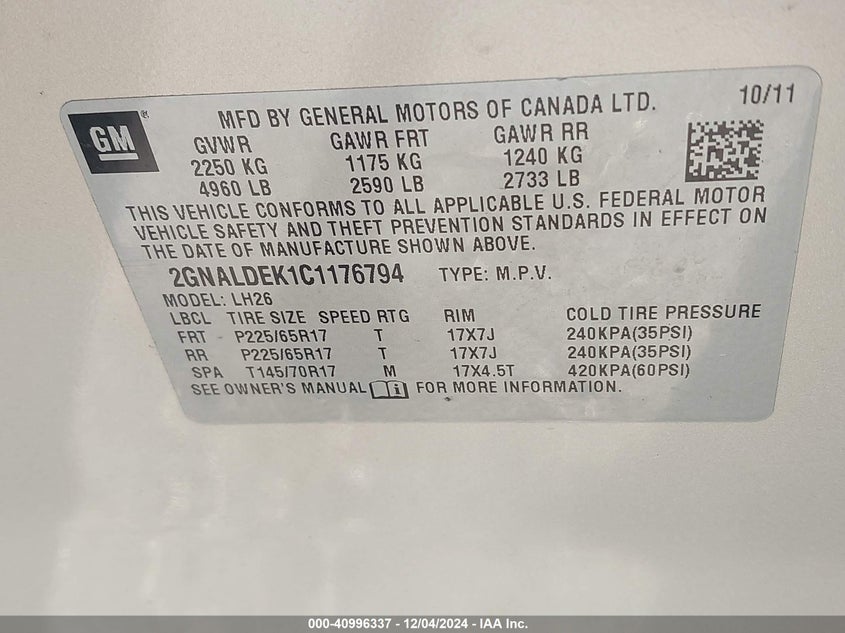 GM ®
MFD BY GENERAL MOTORS OF CANADA LTD. 10/11
GVWR GAWR FRT GAWR RR
2250 KG 1175 KG 1240 KG
4960 LB 2590 LB 2733 LB
THIS VEHICLE CONFORMS TO ALL APPLICABLE U.S. FEDERAL MOTOR
VEHICLE SAFETY AND THEFT PREVENTION STANDARDS IN EFFECT ON
THE DATE OF MANUFACTURE SHOWN ABOVE.
2GNALDEK1C1176794 TYPE: M.P.V.
MODEL: LH26
LBCL TIRE SIZE SPEED RTG RIM COLD TIRE PRESSURE
FRT P225/65R17 T 17X7J 240KPA(35PSI)
RR P225/65R17 T 17X7J 240KPA(35PSI)
SPA T145/70R17 M 17X4.5T 420KPA(60PSI)
SEE OWNER'S MANUAL i FOR MORE INFORMATION.
000-40996337 - 12/04/2024 - IAA Inc.